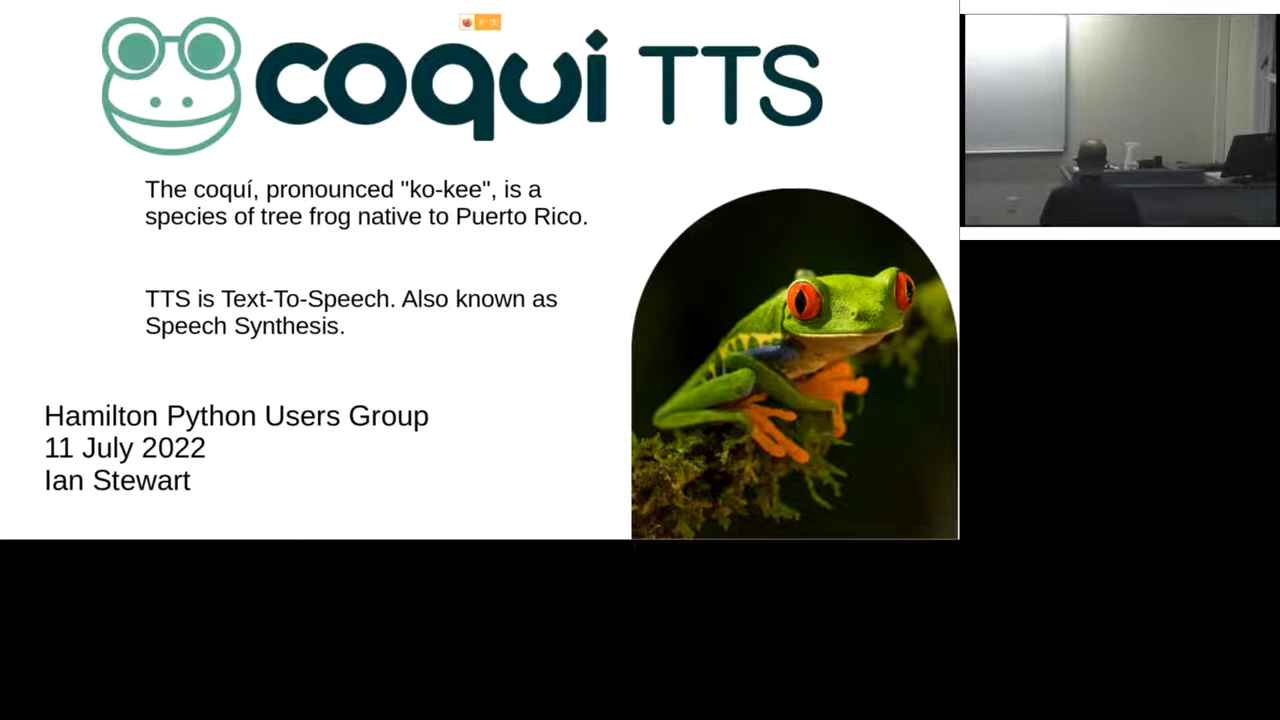 coqui TTS
The coquí, pronounced "ko-kee", is a
species of tree frog native to Puerto Rico.
TTS is Text-To-Speech. Also known as
Speech Synthesis.
Hamilton Python Users Group
11 July 2022
Ian Stewart